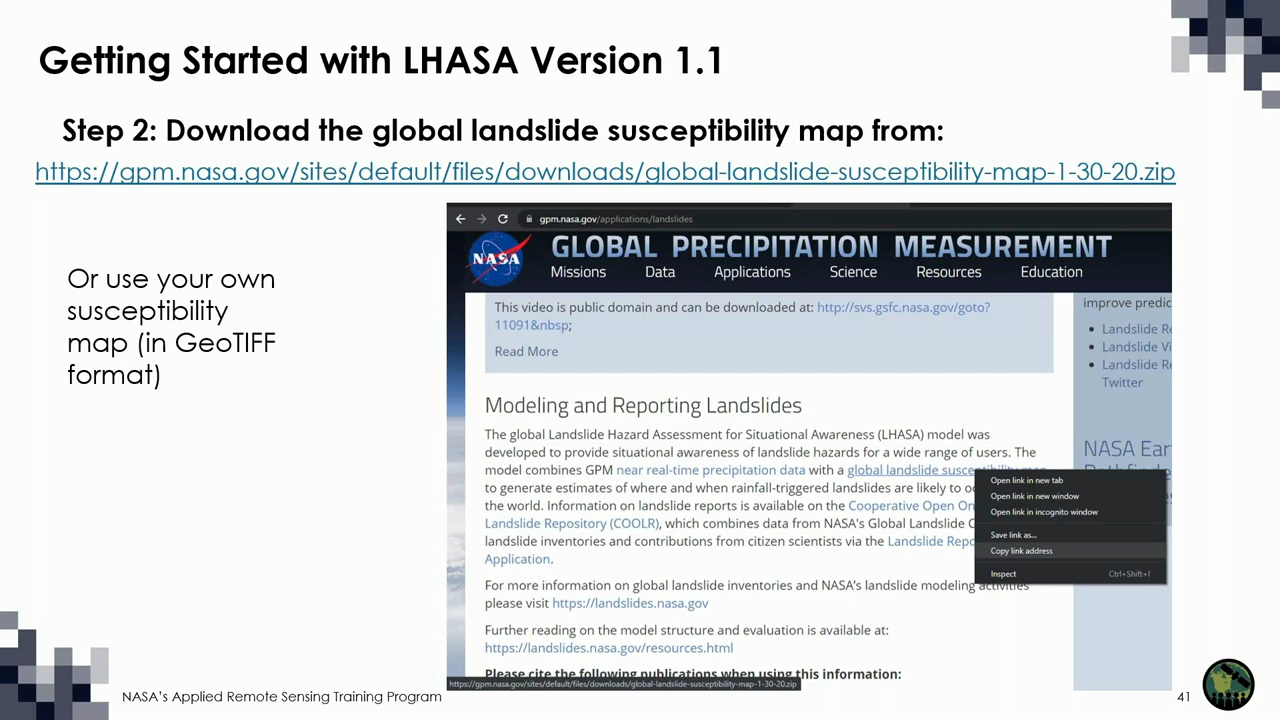 Getting Started with LHASA Version 1.1
Step 2: Download the global landslide susceptibility map from:
https://gpm.nasa.gov/sites/default/files/downloads/global-landslide-susceptibility-map-1-30-20.zip
Or use your own
susceptibility
map (in GeoTIFF
format)
gpm.nasa.gov/applications/landslides
NASA
GLOBAL PRECIPITATION MEASUREMENT
Missions Data Applications Science Resources Education
This video is public domain and can be downloaded at: http://svs.gsfc.nasa.gov/goto?
11091&nbsp;
Read More
improve predic
Landslide Re
Landslide Vi
Landslide Re
Twitter
Modeling and Reporting Landslides
The global Landslide Hazard Assessment for Situational Awareness (LHASA) model was
developed to provide situational awareness of landslide hazards for a wide range of users. The
model combines GPM near real-time precipitation data with a global landslide susceptibility map
to generate estimates of where and when rainfall-triggered landslides are likely to oc
the world. Information on landslide reports is available on the Cooperative Open On
Landslide Repository (COOLR), which combines data from NASA's Global Landslide C
landslide inventories and contributions from citizen scientists via the Landslide Repo
Application.
NASA Ear
Open link in new tab
Open link in new window
Open link in incognito window
Save link as...
Copy link address
Inspect Ctrl+Shift+I
For more information on global landslide inventories and NASA's landslide modeling activities
please visit https://landslides.nasa.gov
Further reading on the model structure and evaluation is available at:
https://landslides.nasa.gov/resources.html
Please cite the following publications when using this information:
https://gpm.nasa.gov/sites/default/files/downloads/global-landslide-susceptibility-map-1-30-20.zip
NASA's Applied Remote Sensing Training Program
41